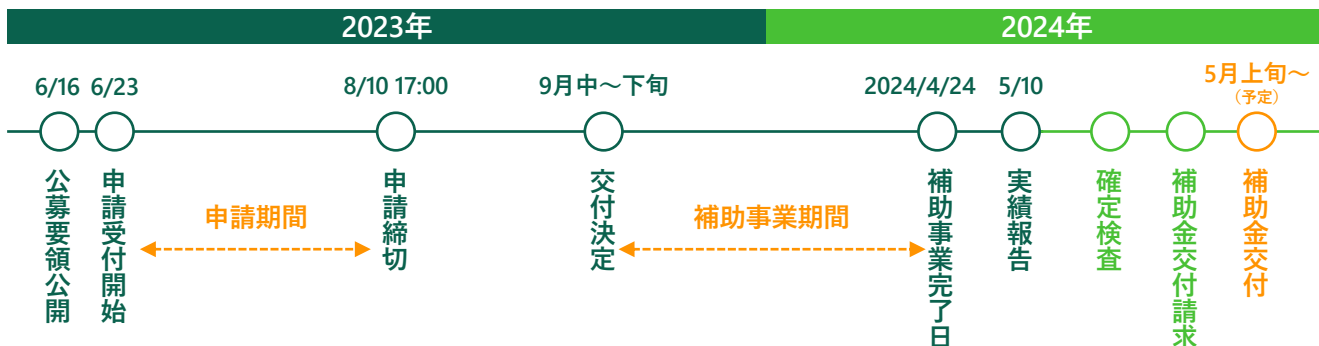 2023年
2024年
6/16
6/23
8/10 17:00
9月中～下旬
2024/4/24
5/10
5月上旬～
（予定）
公募要領公開
申請受付開始
申請期間
申請締切
交付決定
補助事業期間
補助事業完了日
実績報告
確定検査
補助金交付請求
補助金交付